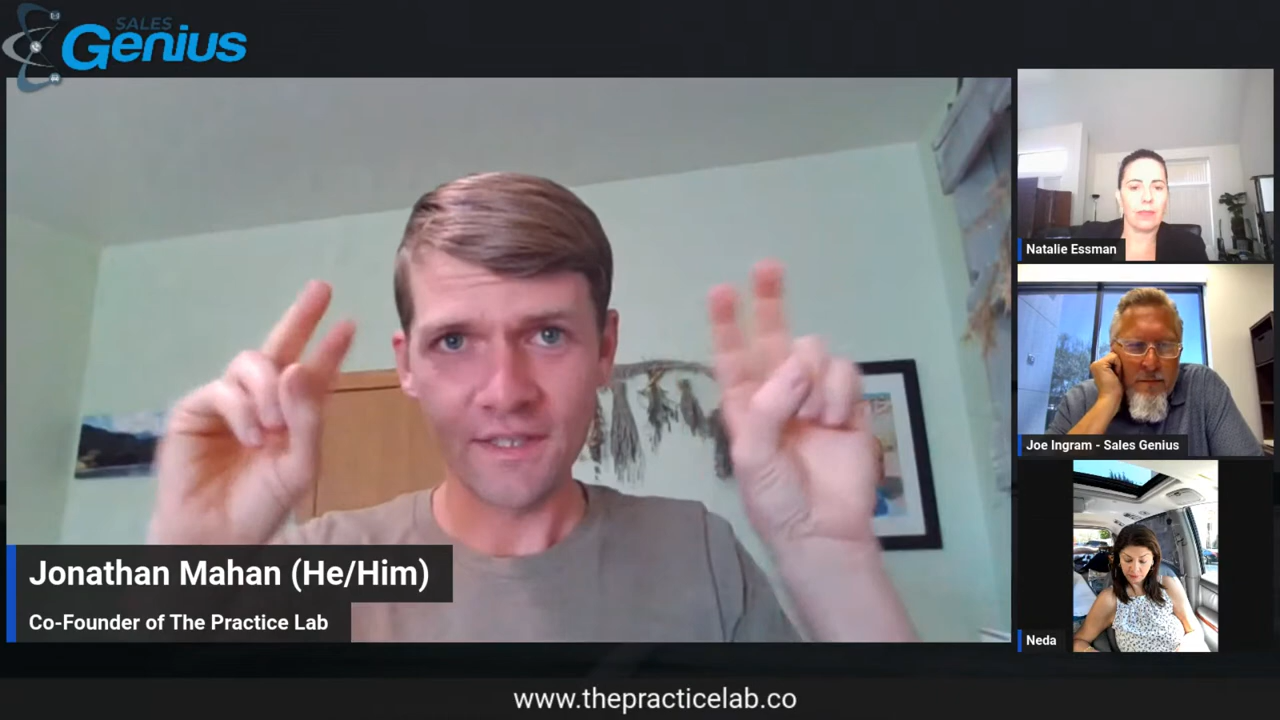 SALES
Genius
Jonathan Mahan (He/Him)
Co-Founder of The Practice Lab
Natalie Essman
Joe Ingram - Sales Genius
Neda
www.thepracticelab.co